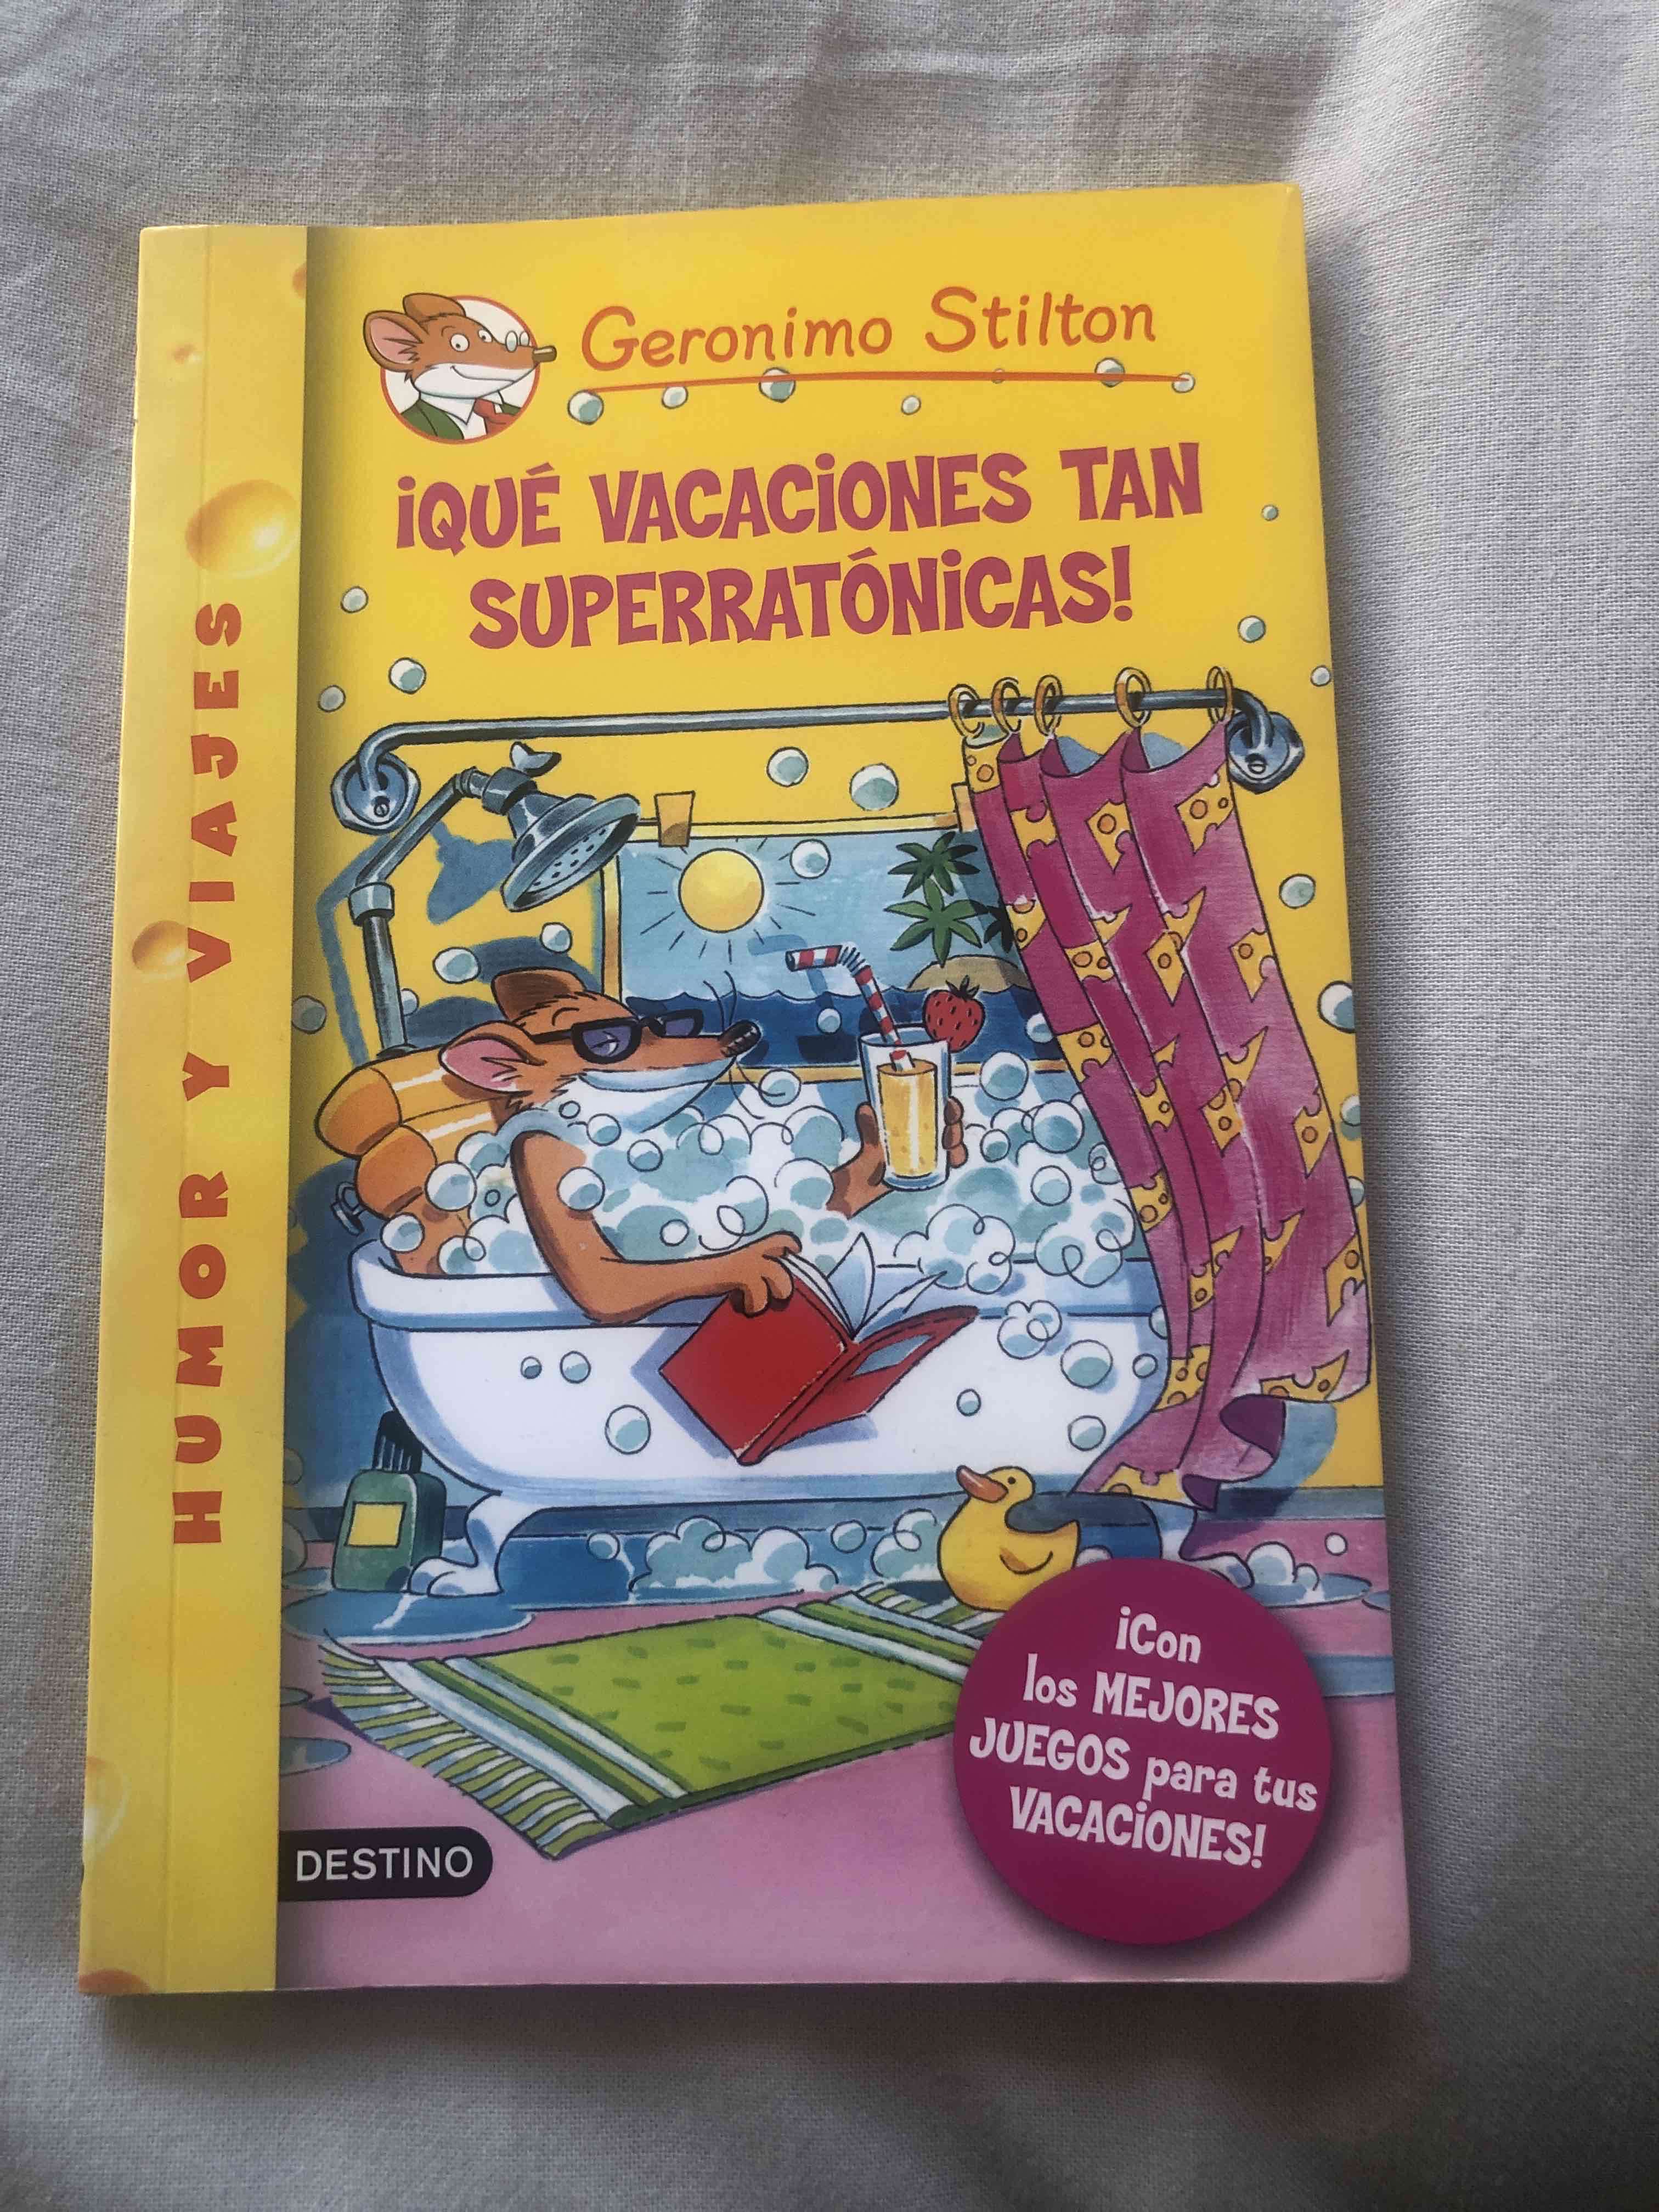 Geronimo Stilton
¡QUÉ VACACIONES TAN
SUPERRATÓNICAS!
HUMOR Y VIAJES
¡Con
los MEJORES
JUEGOS para tus
VACACIONES!
DESTINO